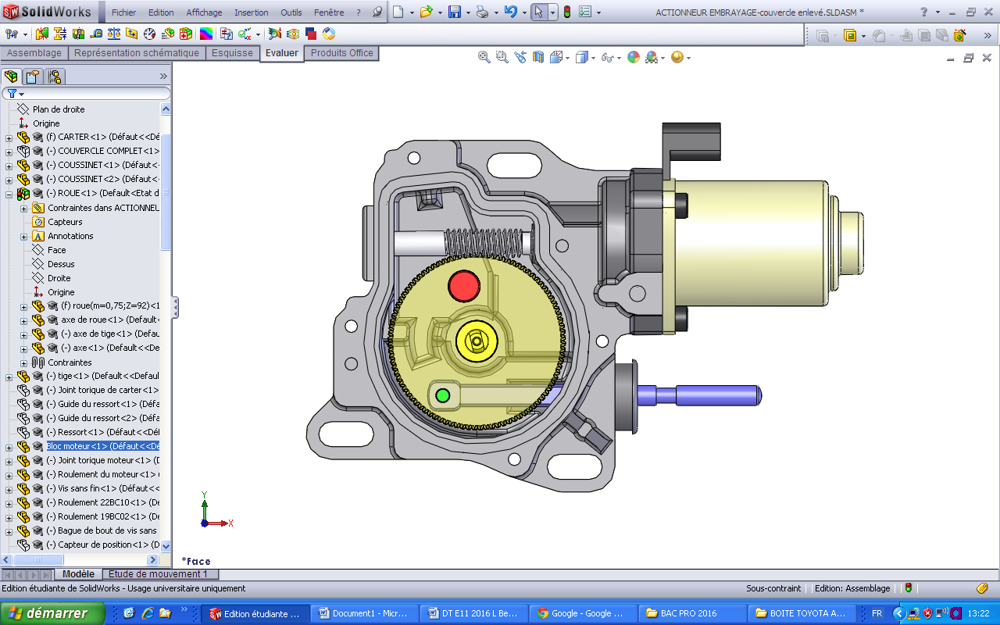 SolidWorks
Fichier Edition Affichage Insertion Outils Fenêtre ?
ACTIONNEUR EMBRAYAGE-couvercle enlevé.SLDASM *
Assemblage Représentation schématique Esquisse Evaluer Produits Office
Plan de droite
Origine
(f) CARTER<1> (Défaut<<Dé
(-) COUVERCLE COMPLET<1>
(-) COUSSINET<1> (Défaut<
(-) COUSSINET<2> (Défaut<
(-) ROUE<1> (Default<Etat d
Contraintes dans ACTIONNEU
Capteurs
Annotations
Face
Dessus
Droite
Origine
(f) roue(m=0,75;Z=92)<1
axe de roue<1> (Default<
(-) axe de tige<1> (Default
(-) axe<1> (Default<<De
Contraintes
(-) tige<1> (Default<<Defaul
(-) Joint torique de carter<1>
(-) Guide du ressort<1> (Défa
(-) Guide du ressort<2> (Défa
(-) Ressort<1> (Défaut<<Dé
Bloc moteur<1> (Défaut<<Dé
(-) Joint torique moteur<1> (D
(-) Roulement du moteur<1>
(-) Vis sans fin<1> (Défaut<<
(-) Roulement 22BC10<1> (D
(-) Roulement 19BC02<1> (De
(-) Bague de bout de vis sans
(-) Capteur de position<1> (D
Y
X
*Face
Modèle Etude de mouvement 1
Edition étudiante de SolidWorks - Usage universitaire uniquement
Sous-contraint Edition: Assemblage
démarrer Edition étudiante ... Document1 - Micr... DT E11 2016 L Be... Google - Google ... BAC PRO 2016 BOITE TOYOTA A... FR 13:22